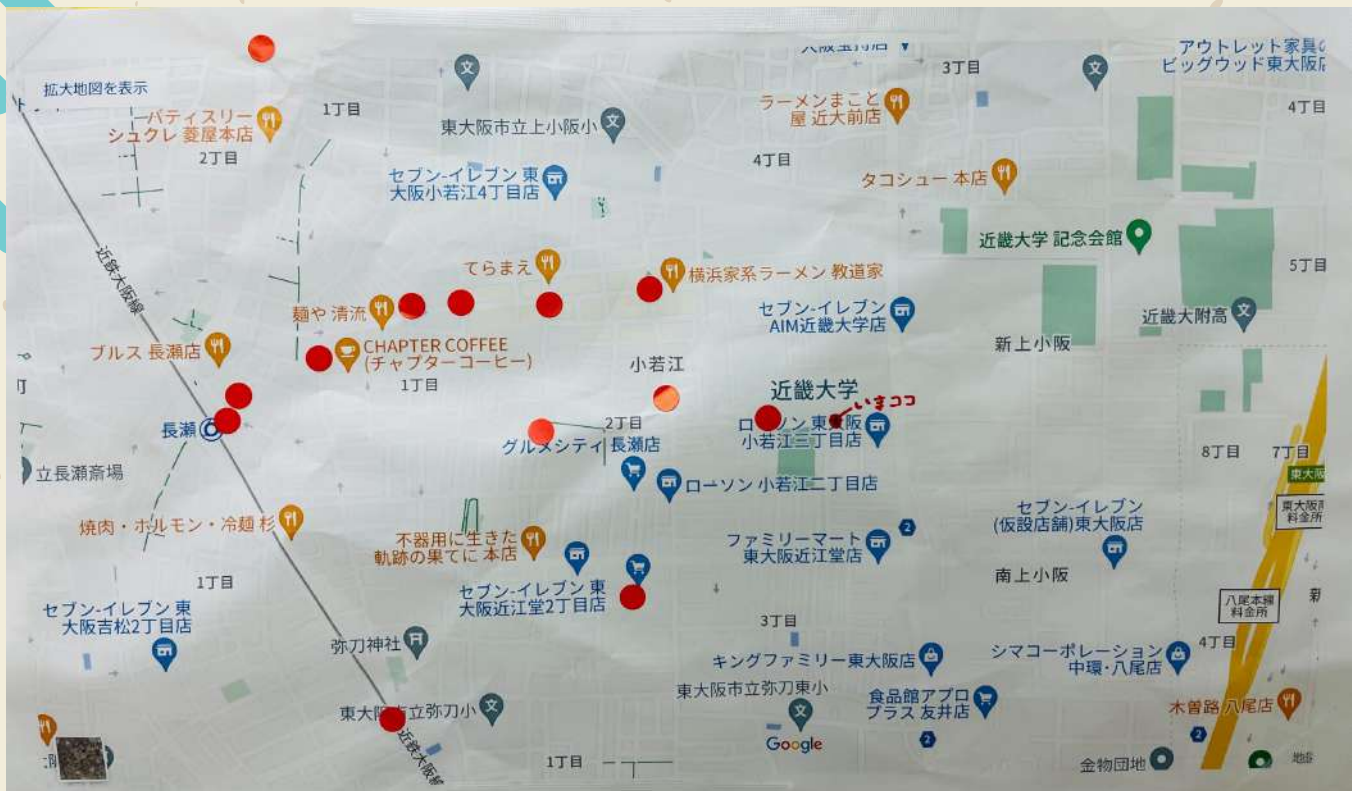 アウトレット家具の
ビッグウッド東大阪店
3丁目
拡大地図を表示
パティスリー
シュクレ 菱屋本店
1丁目
2丁目
東大阪市立上小阪小
ラーメンまこと
屋 近大前店
4丁目
4丁目
セブン-イレブン 東
大阪小若江4丁目店
タコシュー 本店
近鉄大阪線
近畿大学 記念会館
5丁目
てらまえ
横浜家系ラーメン 教道家
麺や 清流
セブン-イレブン
AIM近畿大学店
近畿大附高
新上小阪
ブルス 長瀬店
CHAPTER COFFEE
(チャプターコーヒー)
1丁目
小若江
近畿大学
いまココ
長瀬
2丁目
グルメシティ 長瀬店
ローソン 東大阪
小若江三丁目店
8丁目
7丁目
立長瀬斎場
ローソン 小若江二丁目店
東大阪
料金所
焼肉・ホルモン・冷麺 杉
不器用に生きた
軌跡の果てに 本店
ファミリーマート
東大阪近江堂店
2
セブン-イレブン
(仮設店舗)東大阪店
南上小阪
1丁目
セブン-イレブン 東
大阪近江堂2丁目店
セブン-イレブン 東
大阪吉松2丁目店
八尾本線
料金所
新
3丁目
弥刀神社
キングファミリー東大阪店
シマコーポレーション
中環・八尾店
4丁目
東大阪市立弥刀東小
食品館アプロ
プラス 友井店
東大阪市立弥刀小
木曽路 八尾店
近鉄大阪線
Google
2
2
1丁目
金物団地